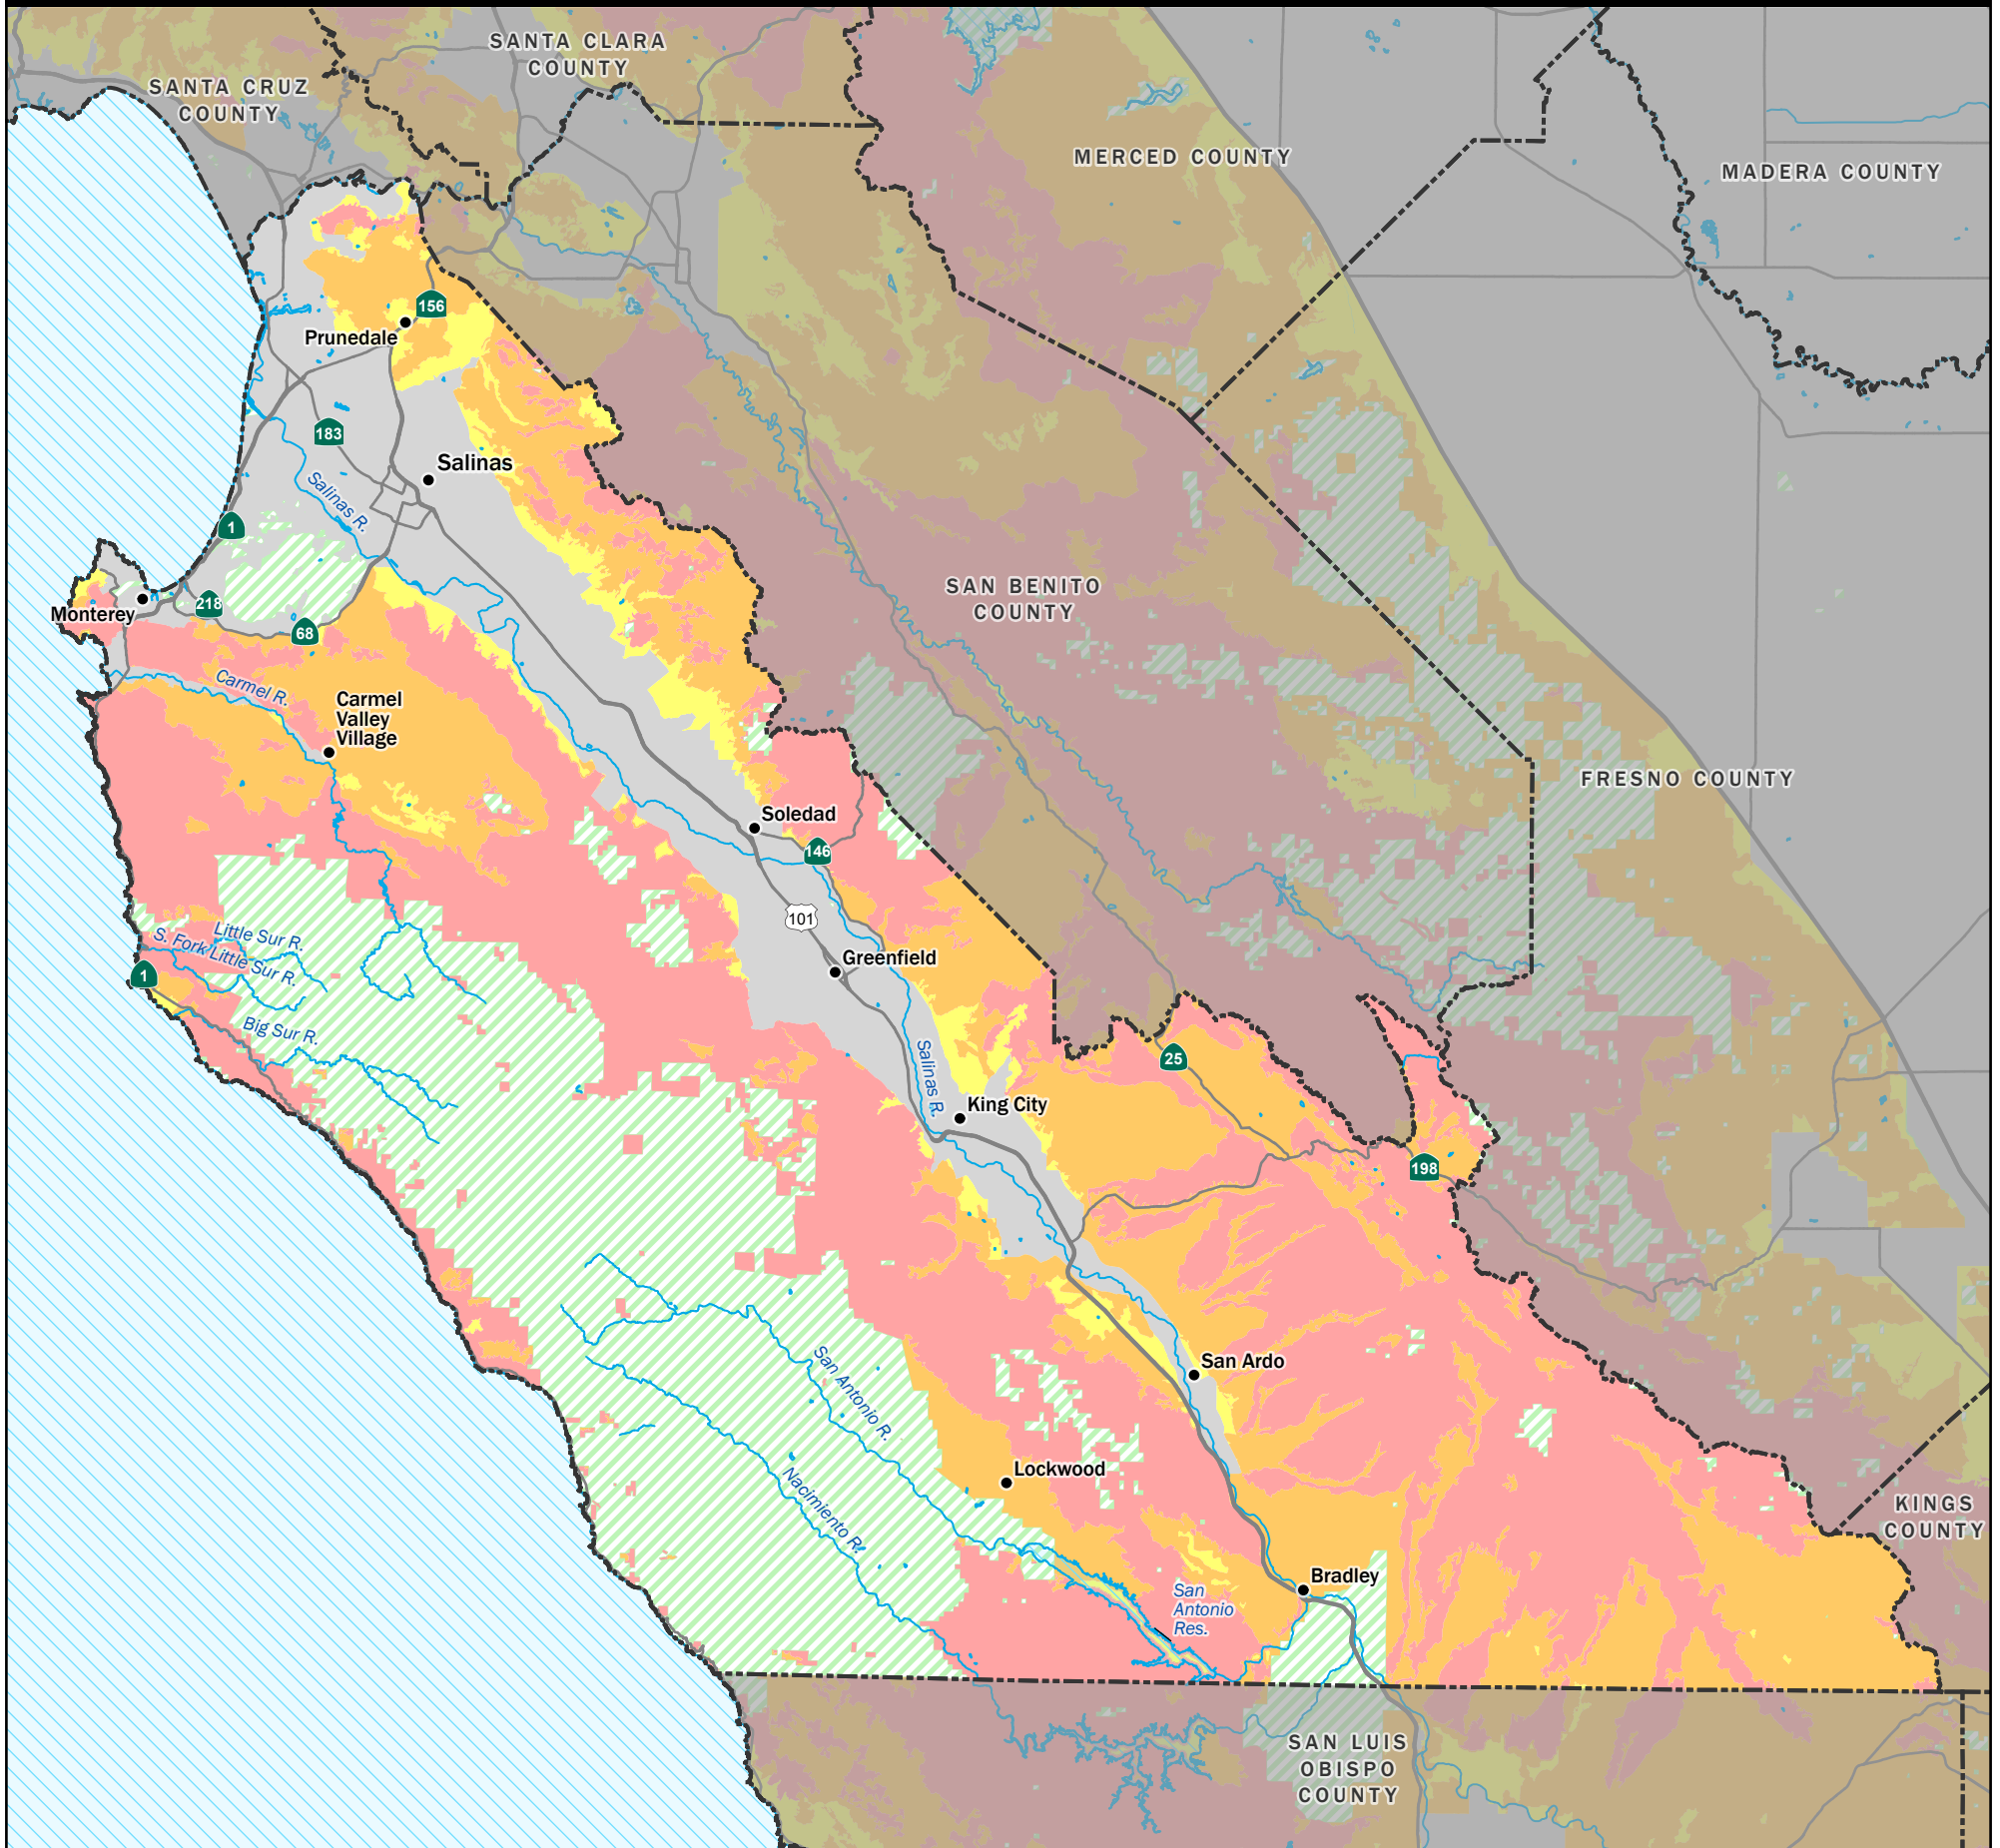 SANTA CLARA
COUNTY
SANTA CRUZ
COUNTY
MERCED COUNTY
MADERA COUNTY
156
Prunedale
183
Salinas
Salinas R.
1
SAN BENITO
COUNTY
Monterey
218
68
Carmel R.
Carmel
Valley
Village
FRESNO COUNTY
Soledad
146
101
Little Sur R.
S. Fork Little Sur R.
Greenfield
1
Big Sur R.
Salinas R.
25
King City
198
San Antonio R.
San Ardo
Lockwood
Nacimiento R.
KINGS
COUNTY
Bradley
San
Antonio
Res.
SAN LUIS
OBISPO
COUNTY